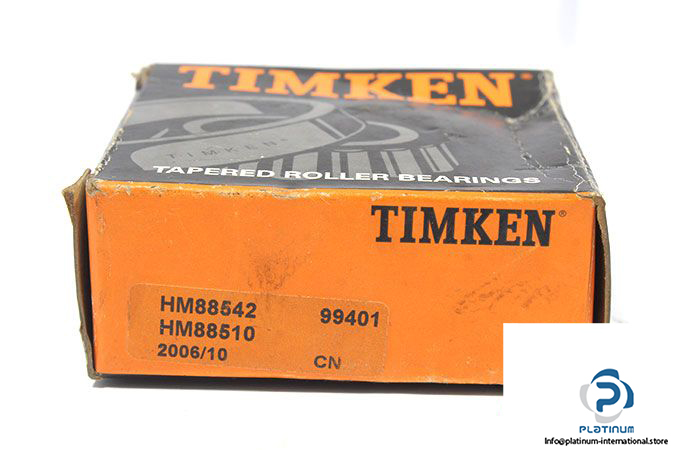 TIMKEN®
TIMKEN®
TAPERED ROLLER BEARINGS
TIMKEN®
HM88542 99401
HM88510
2006/10 CN
PLATINUM
info@platinum-international.store